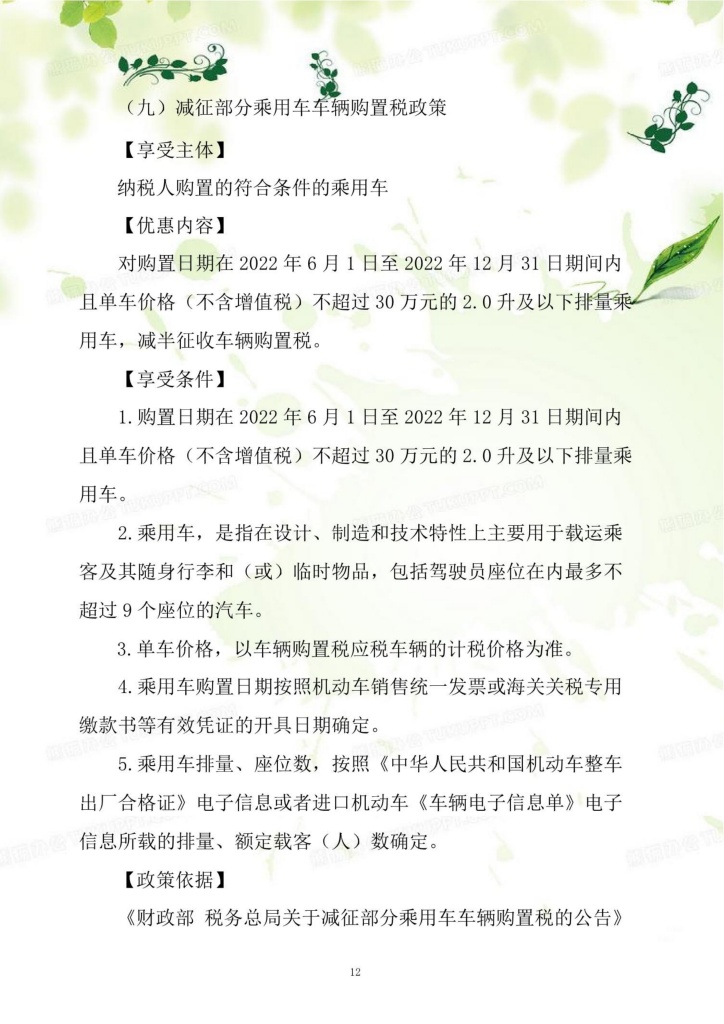 （九）减征部分乘用车车辆购置税政策
【享受主体】
纳税人购置的符合条件的乘用车
【优惠内容】
对购置日期在 2022 年 6 月 1 日至 2022 年 12 月 31 日期间内
且单车价格（不含增值税）不超过 30 万元的 2.0 升及以下排量乘
用车，减半征收车辆购置税。
【享受条件】
1.购置日期在 2022 年 6 月 1 日至 2022 年 12 月 31 日期间内
且单车价格（不含增值税）不超过 30 万元的 2.0 升及以下排量乘
用车。
2.乘用车，是指在设计、制造和技术特性上主要用于载运乘
客及其随身行李和（或）临时物品，包括驾驶员座位在内最多不
超过 9 个座位的汽车。
3.单车价格，以车辆购置税应税车辆的计税价格为准。
4.乘用车购置日期按照机动车销售统一发票或海关关税专用
缴款书等有效凭证的开具日期确定。
5.乘用车排量、座位数，按照《中华人民共和国机动车整车
出厂合格证》电子信息或者进口机动车《车辆电子信息单》电子
信息所载的排量、额定载客（人）数确定。
【政策依据】
《财政部 税务总局关于减征部分乘用车车辆购置税的公告》
12